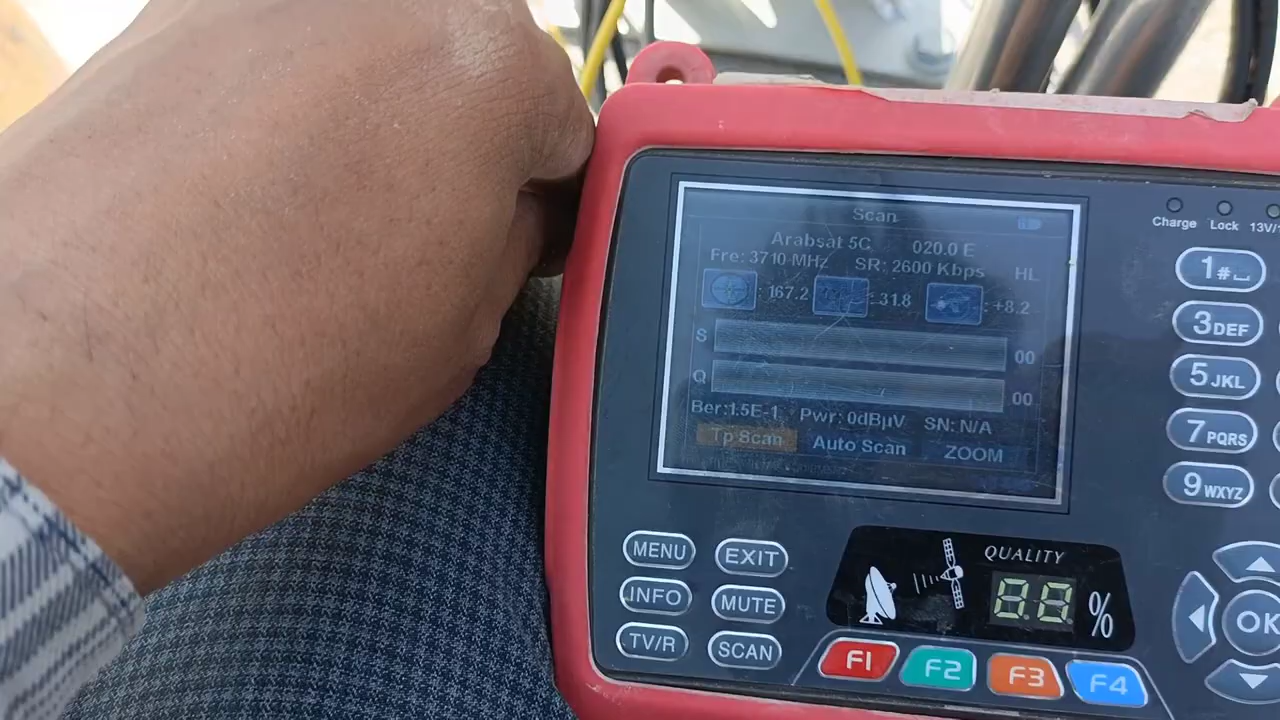 Scan
Arabsat 5C 020.0 E
Fre: 3710 MHz SR: 2600 Kbps HL
: 167.2 : 31.8 : +8.2
S 00
Q 00
Ber:1.5E-1 Pwr: 0dBµV SN: N/A
Tp Scan Auto Scan ZOOM
Charge Lock
1#
3DEF
5JKL
7PQRS
9WXYZ
MENU EXIT
INFO MUTE
TV/R SCAN
QUALITY
%
OK
F1 F2 F3 F4